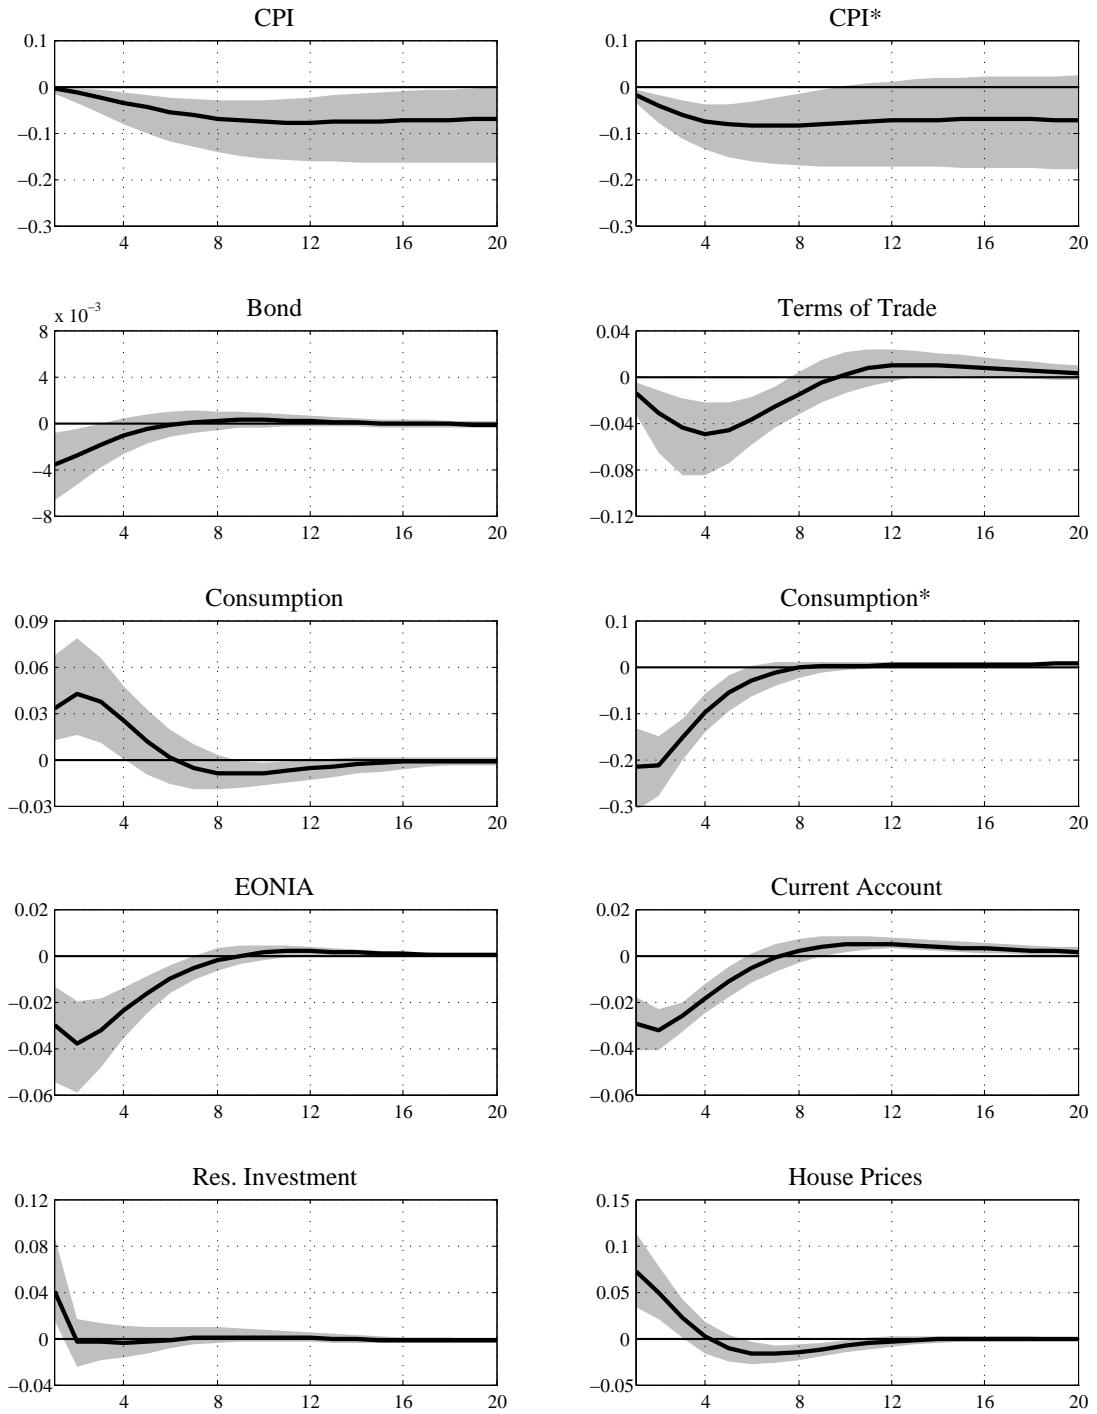 CPI
CPI*
0.1
0
−0.1
−0.2
−0.3
4 8 12 16 20
0.1
0
−0.1
−0.2
−0.3
4 8 12 16 20
Bond
Terms of Trade
x 10−3
8
4
0
−4
−8
4 8 12 16 20
0.04
0
−0.04
−0.08
−0.12
4 8 12 16 20
Consumption
Consumption*
0.09
0.06
0.03
0
−0.03
4 8 12 16 20
0.1
0
−0.1
−0.2
−0.3
4 8 12 16 20
EONIA
Current Account
0.02
0
−0.02
−0.04
−0.06
4 8 12 16 20
0.02
0
−0.02
−0.04
−0.06
4 8 12 16 20
Res. Investment
House Prices
0.12
0.08
0.04
0
−0.04
4 8 12 16 20
0.15
0.1
0.05
0
−0.05
4 8 12 16 20